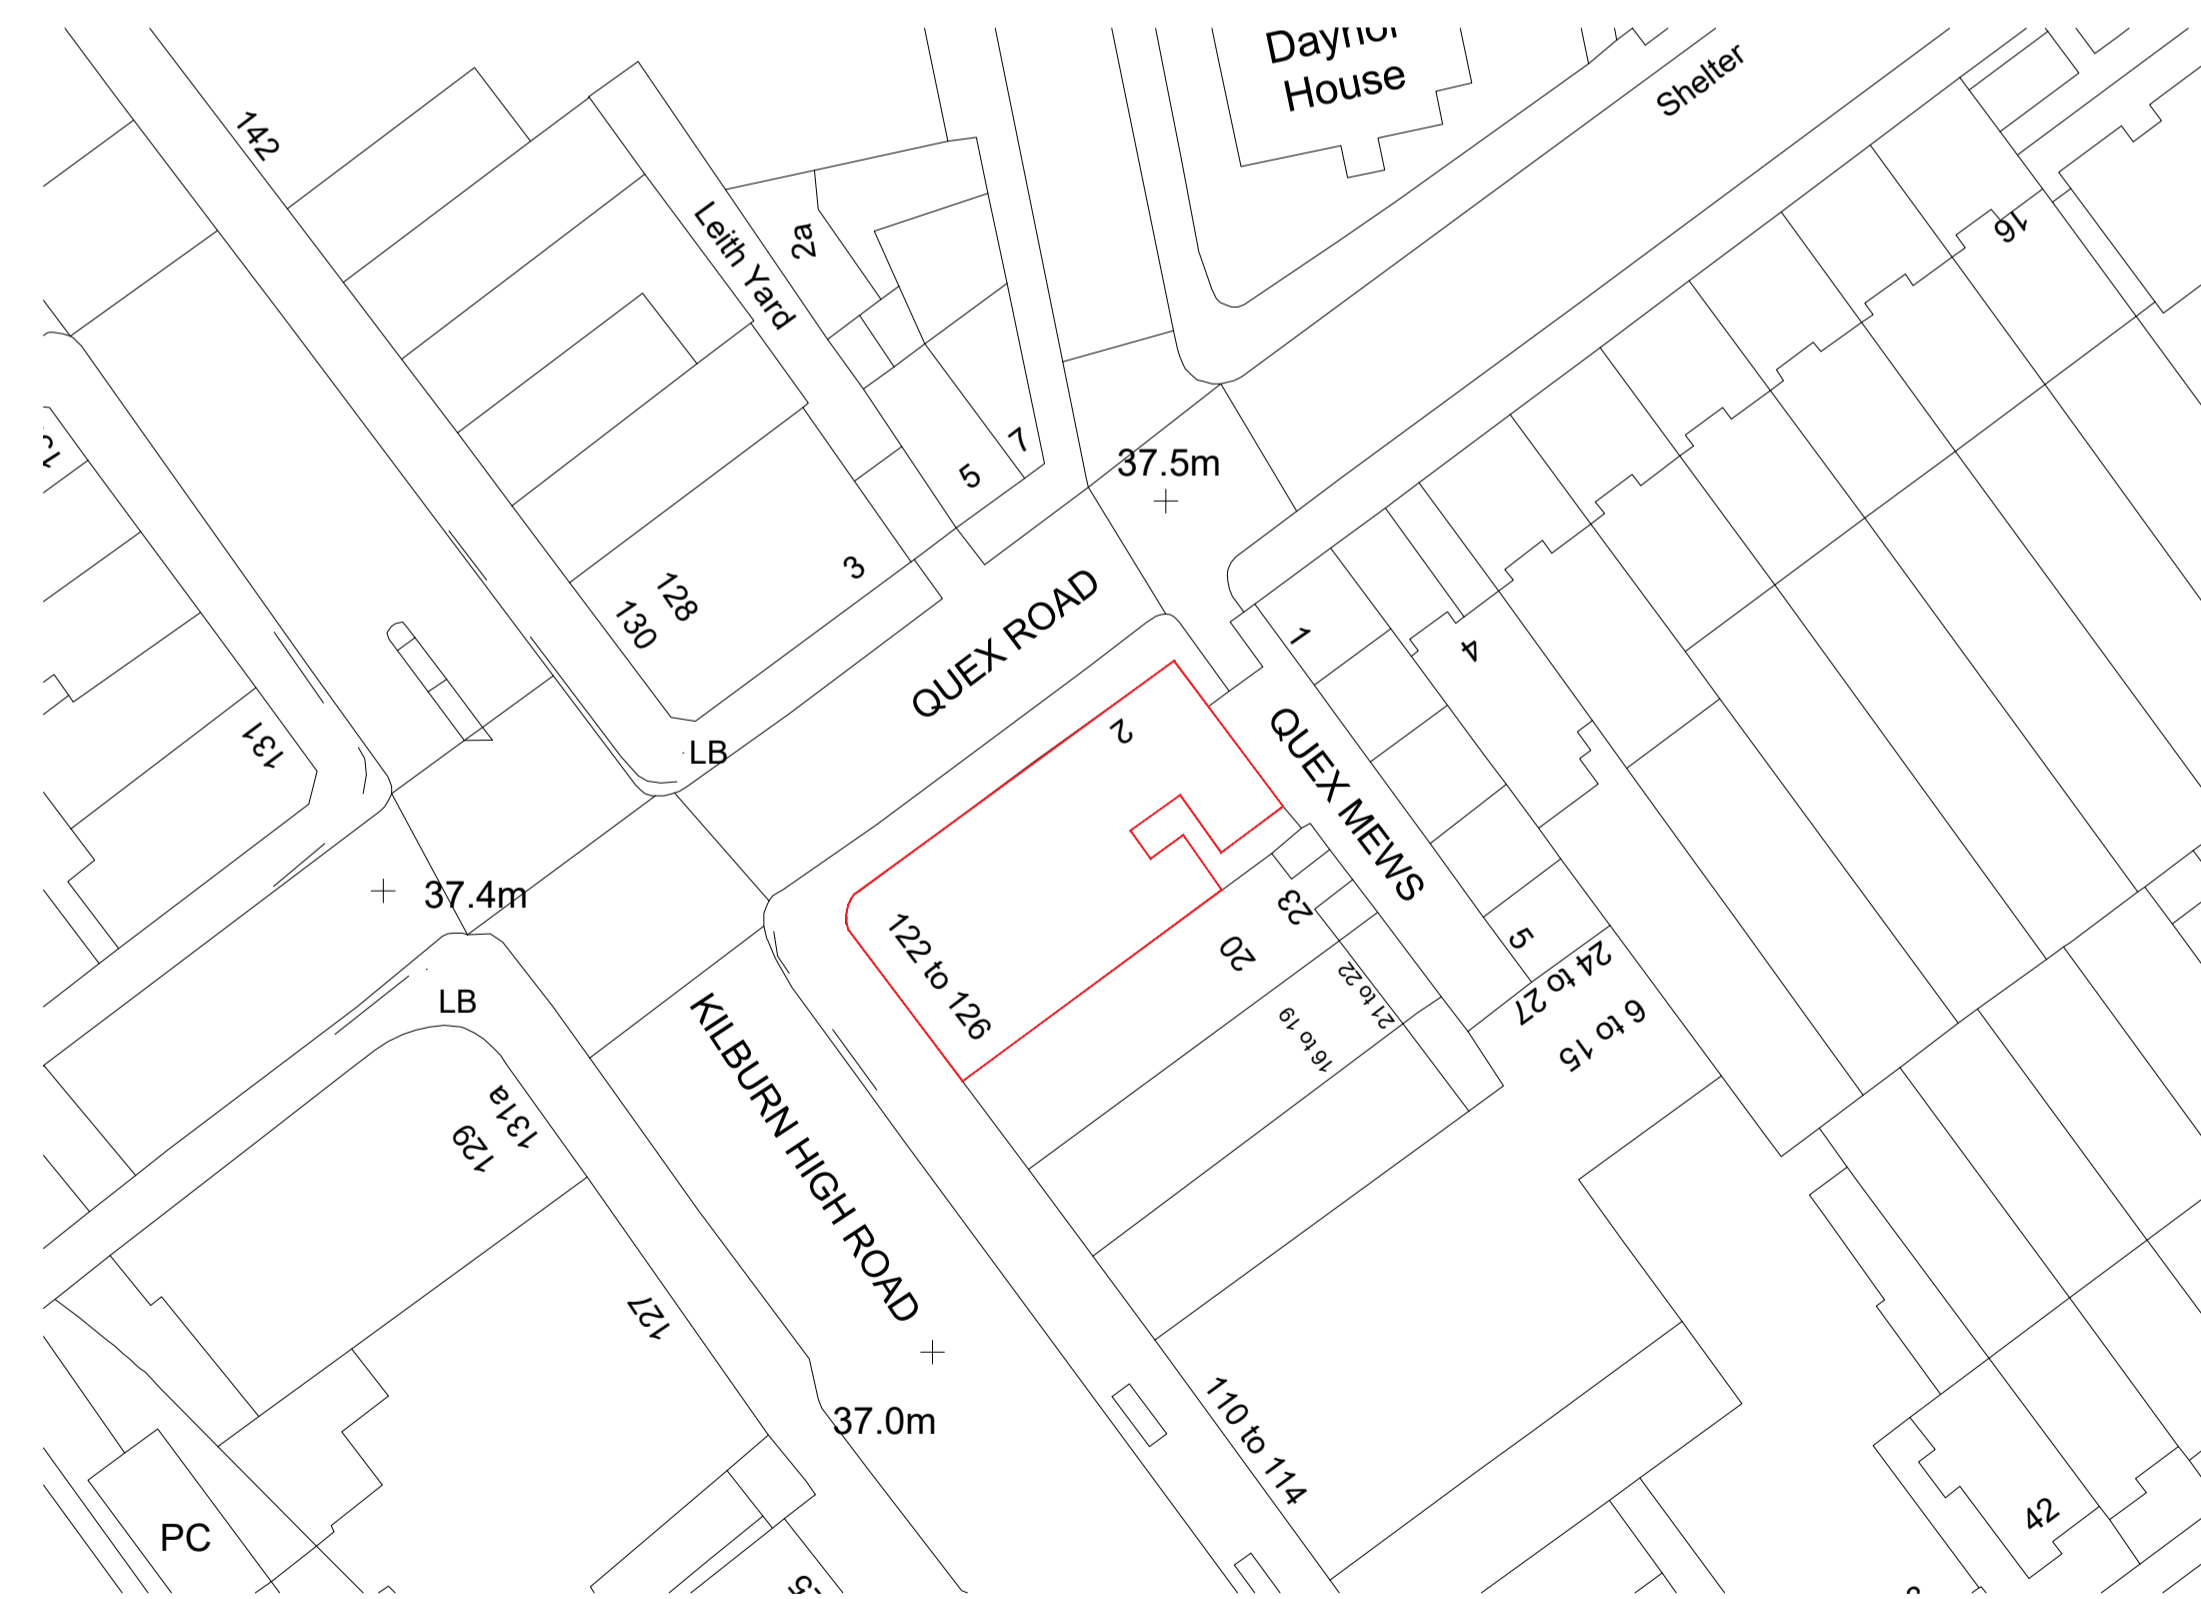 House
Shelter
142
Leith Yard
2a
16
7
5
37.5m
3
128
130
QUEX ROAD
1
4
2
131
LB
QUEX MEWS
37.4m
23
20
122 to 126
5
24 to 27
21 to 22
16 to 19
6 to 15
LB
KILBURN HIGH ROAD
131a
129
127
37.0m
110 to 114
PC
42